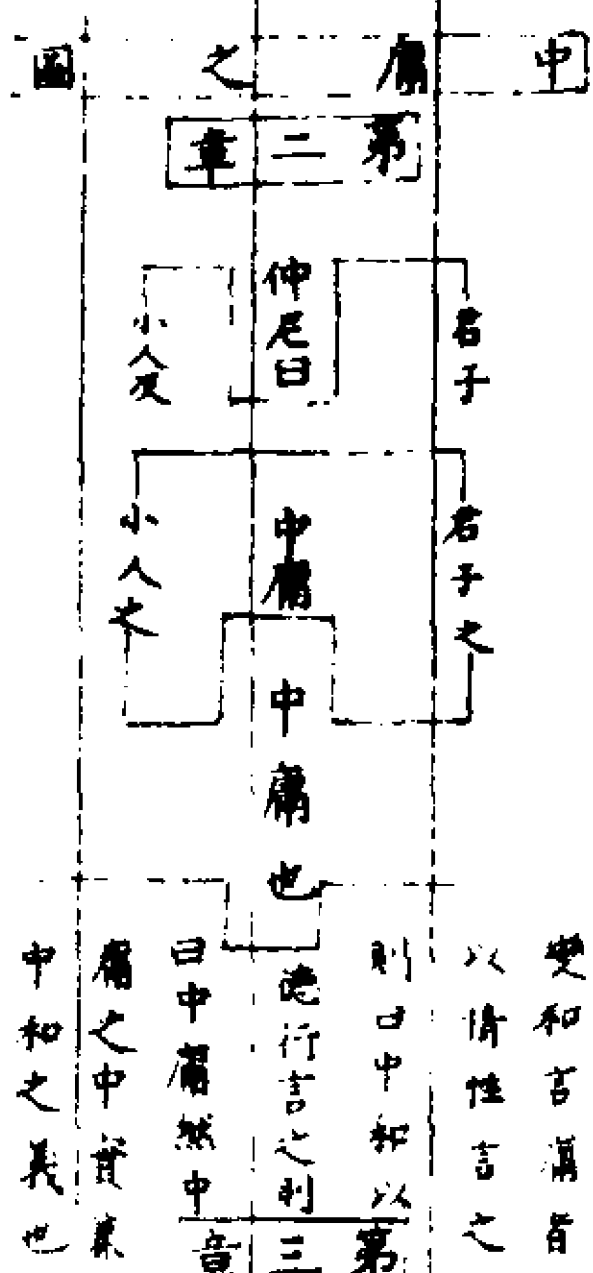 中庸之圖
第二章
君子
仲尼曰
小人反
君子之
中庸
小人之
中庸也
變和言庸者
以情性言之
則曰中和以
德行言之則
曰中庸然中
庸之中實兼
中和之義也
第三章